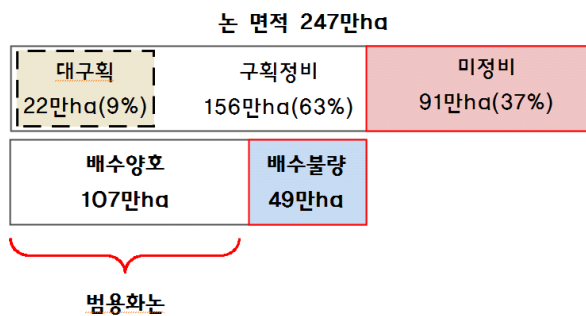 논 면적 247만ha
대구획
22만ha(9%)
구획정비
156만ha(63%)
미정비
91만ha(37%)
배수양호
107만ha
배수불량
49만ha
범용화논